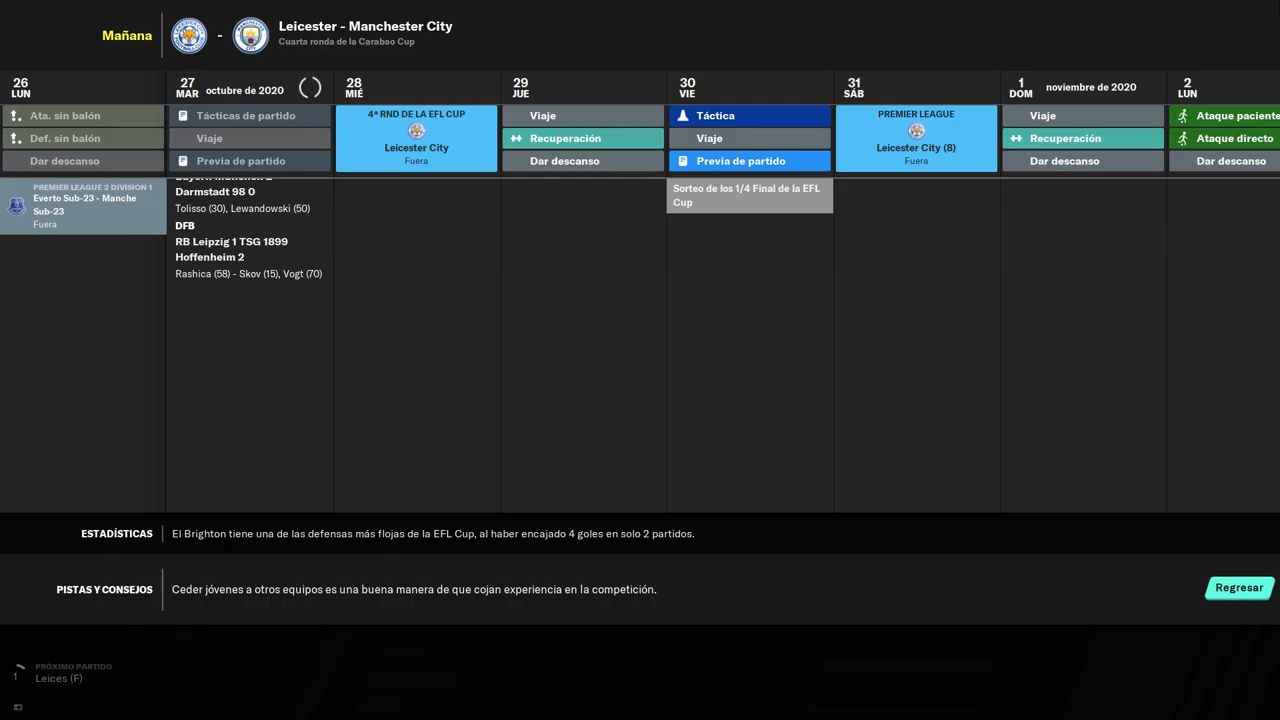 Mañana
-
Leicester - Manchester City
Cuarta ronda de la Carabao Cup
26
LUN
27
MAR
octubre de 2020
28
MIÉ
29
JUE
30
VIE
31
SÁB
1
DOM
noviembre de 2020
2
LUN
Ata. sin balón
Def. sin balón
Dar descanso
Tácticas de partido
Viaje
Previa de partido
4ª RND DE LA EFL CUP
Leicester City
Fuera
Viaje
Recuperación
Dar descanso
Táctica
Viaje
Previa de partido
PREMIER LEAGUE
Leicester City (8)
Fuera
Viaje
Recuperación
Dar descanso
Ataque paciente
Ataque directo
Dar descanso
PREMIER LEAGUE 2 DIVISION 1
Everto Sub-23 - Manche
Sub-23
Fuera
Bayern München 2
Darmstadt 98 0
Tolisso (30), Lewandowski (50)
DFB
RB Leipzig 1 TSG 1899
Hoffenheim 2
Rashica (58) - Skov (15), Vogt (70)
Sorteo de los 1/4 Final de la EFL
Cup
ESTADÍSTICAS
El Brighton tiene una de las defensas más flojas de la EFL Cup, al haber encajado 4 goles en solo 2 partidos.
PISTAS Y CONSEJOS
Ceder jóvenes a otros equipos es una buena manera de que cojan experiencia en la competición.
Regresar
1
PRÓXIMO PARTIDO
Leices (F)